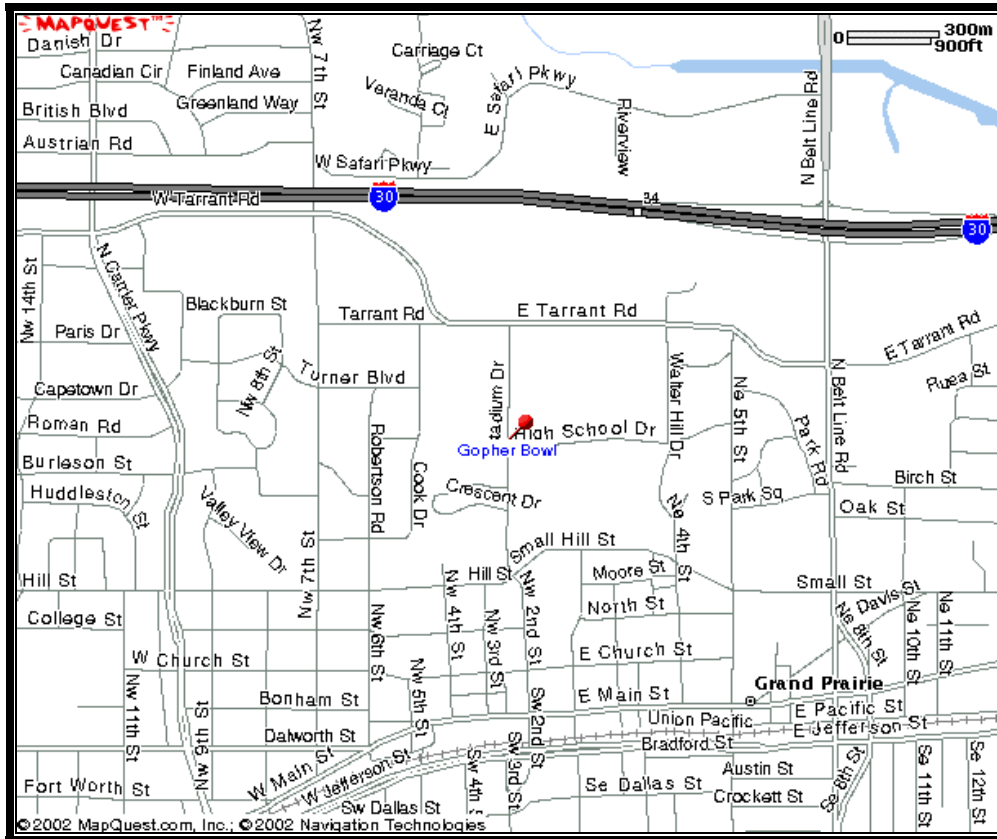 MAPQUEST™
Danish Dr
Canadian Cir
Finland Ave
Greenland Way
British Blvd
Austrian Rd
Nw 7th St
Carriage Ct
Veranda Ct
E Safari Pkwy
W Safari Pkwy
Riverview
N Belt Line Rd
0 300m
900ft
W Tarrant Rd
30
34
30
Nw 14th St
N Carrier Pkwy
Blackburn St
Paris Dr
Nw 8th St
Capetown Dr
Roman Rd
Burleson St
Huddleston St
Valley View Dr
Tarrant Rd
E Tarrant Rd
E Tarrant Rd
Turner Blvd
Robertson Rd
Cook Dr
tadium Dr
High School Dr
Gopher Bowl
Crescent Dr
Walter Hill Dr
Ne 5th St
Park Rd
N Belt Line Rd
Ruea St
Birch St
S Park Sq
Oak St
Ne 4th St
Small Hill St
Hill St
Hill St
Moore St
North St
Small St
Davis St
College St
Nw 7th St
Nw 6th St
Nw 4th St
Nw 3rd St
Nw 2nd St
Ne 8th St
Ne 10th St
Ne 11th St
W Church St
E Church St
Nw 11th St
Bonham St
Nw 5th St
E Main St
Grand Prairie
Union Pacific
E Pacific St
E Jefferson St
Dalworth St
Nw 9th St
W Main St
W Jefferson St
Sw 2nd St
Sw 3rd St
Sw 4th St
Bradford St
Austin St
Crockett St
Se Dallas St
Se 8th St
Se 11th St
Se 12th St
Fort Worth St
Sw Dallas St
©2002 MapQuest.com, Inc.; ©2002 Navigation Technologies